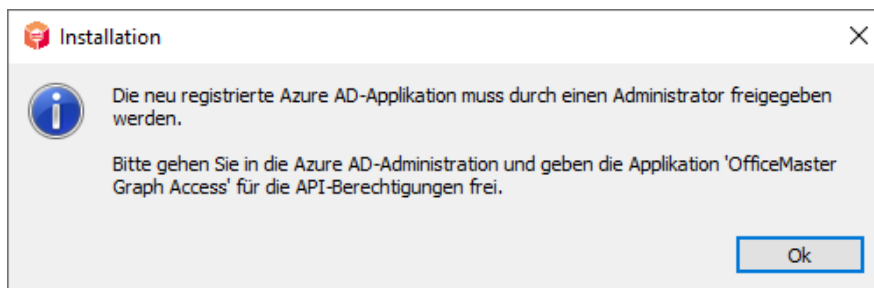 Installation
Die neu registrierte Azure AD-Applikation muss durch einen Administrator freigegeben
werden.
Bitte gehen Sie in die Azure AD-Administration und geben die Applikation 'OfficeMaster
Graph Access' für die API-Berechtigungen frei.
Ok